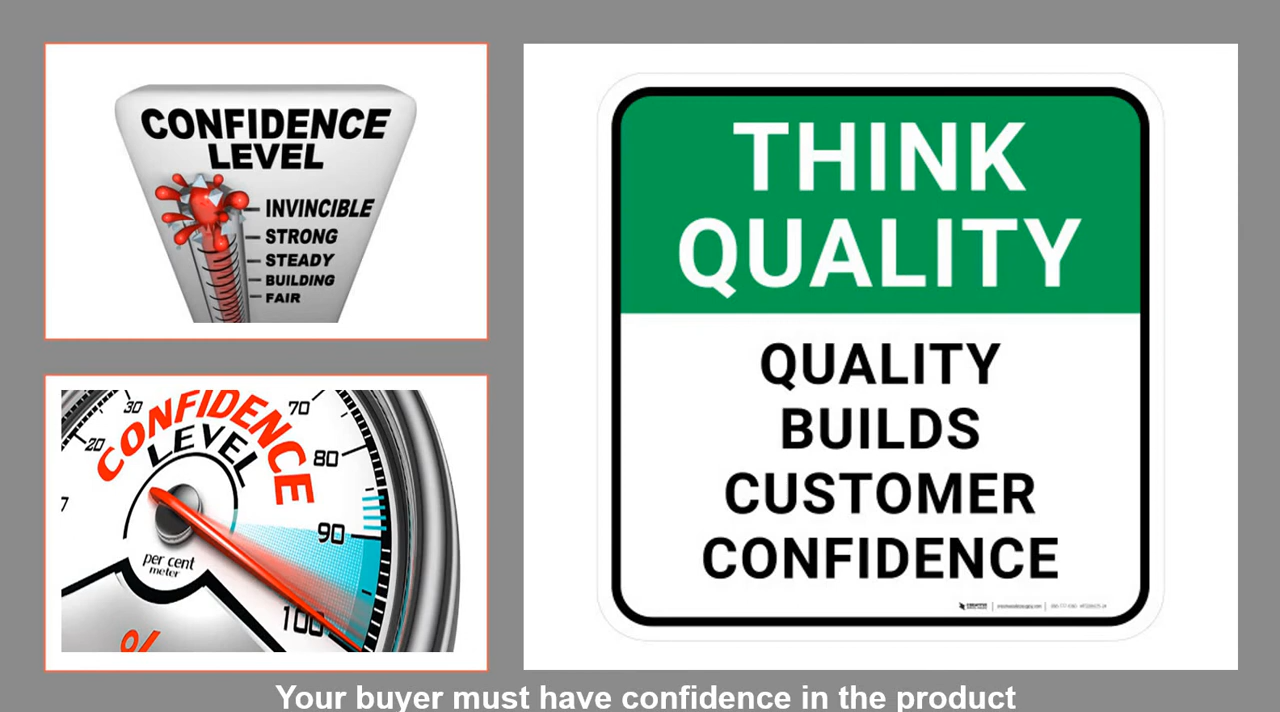 CONFIDENCE
LEVEL
INVINCIBLE
STRONG
STEADY
BUILDING
FAIR
20
30
CONFIDENCE
LEVEL
70
80
90
100
per cent
meter
%
THINK
QUALITY
QUALITY
BUILDS
CUSTOMER
CONFIDENCE
Your buyer must have confidence in the product